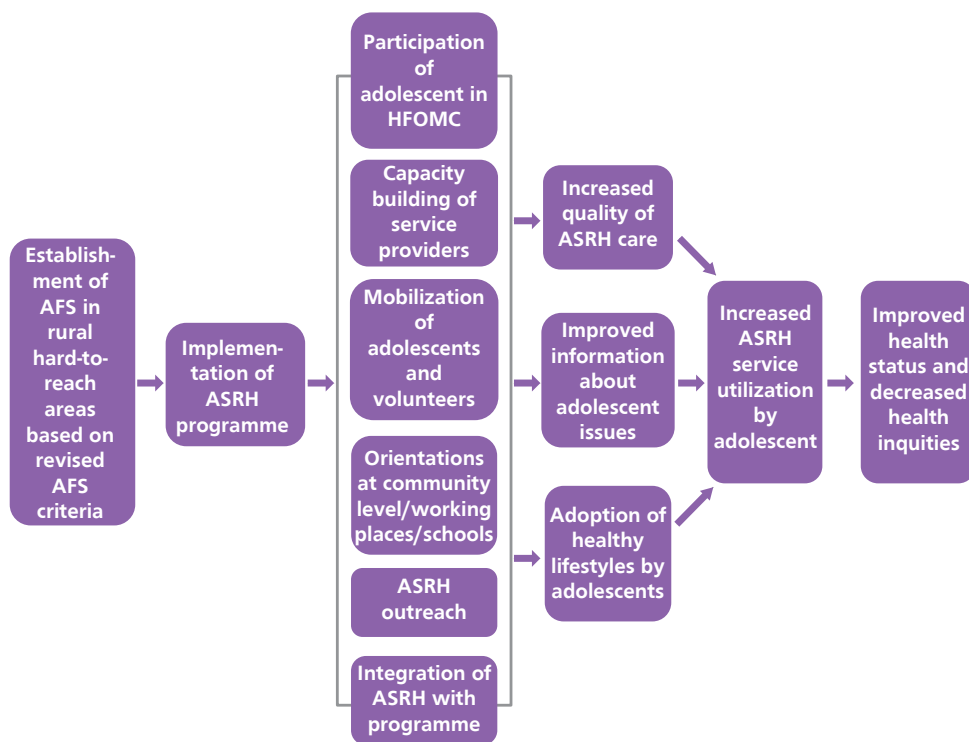 Establish-
ment of
AFS in
rural
hard-to-
reach
areas
based on
revised
AFS
criteria
Implemen-
tation of
ASRH
programme
Participation
of
adolescent in
HFOMC
Capacity
building of
service
providers
Mobilization
of
adolescents
and
volunteers
Orientations
at community
level/working
places/schools
ASRH
outreach
Integration of
ASRH with
programme
Increased
quality of
ASRH care
Improved
information
about
adolescent
issues
Adoption of
healthy
lifestyles by
adolescents
Increased
ASRH
service
utilization
by
adolescent
Improved
health
status and
decreased
health
inquities